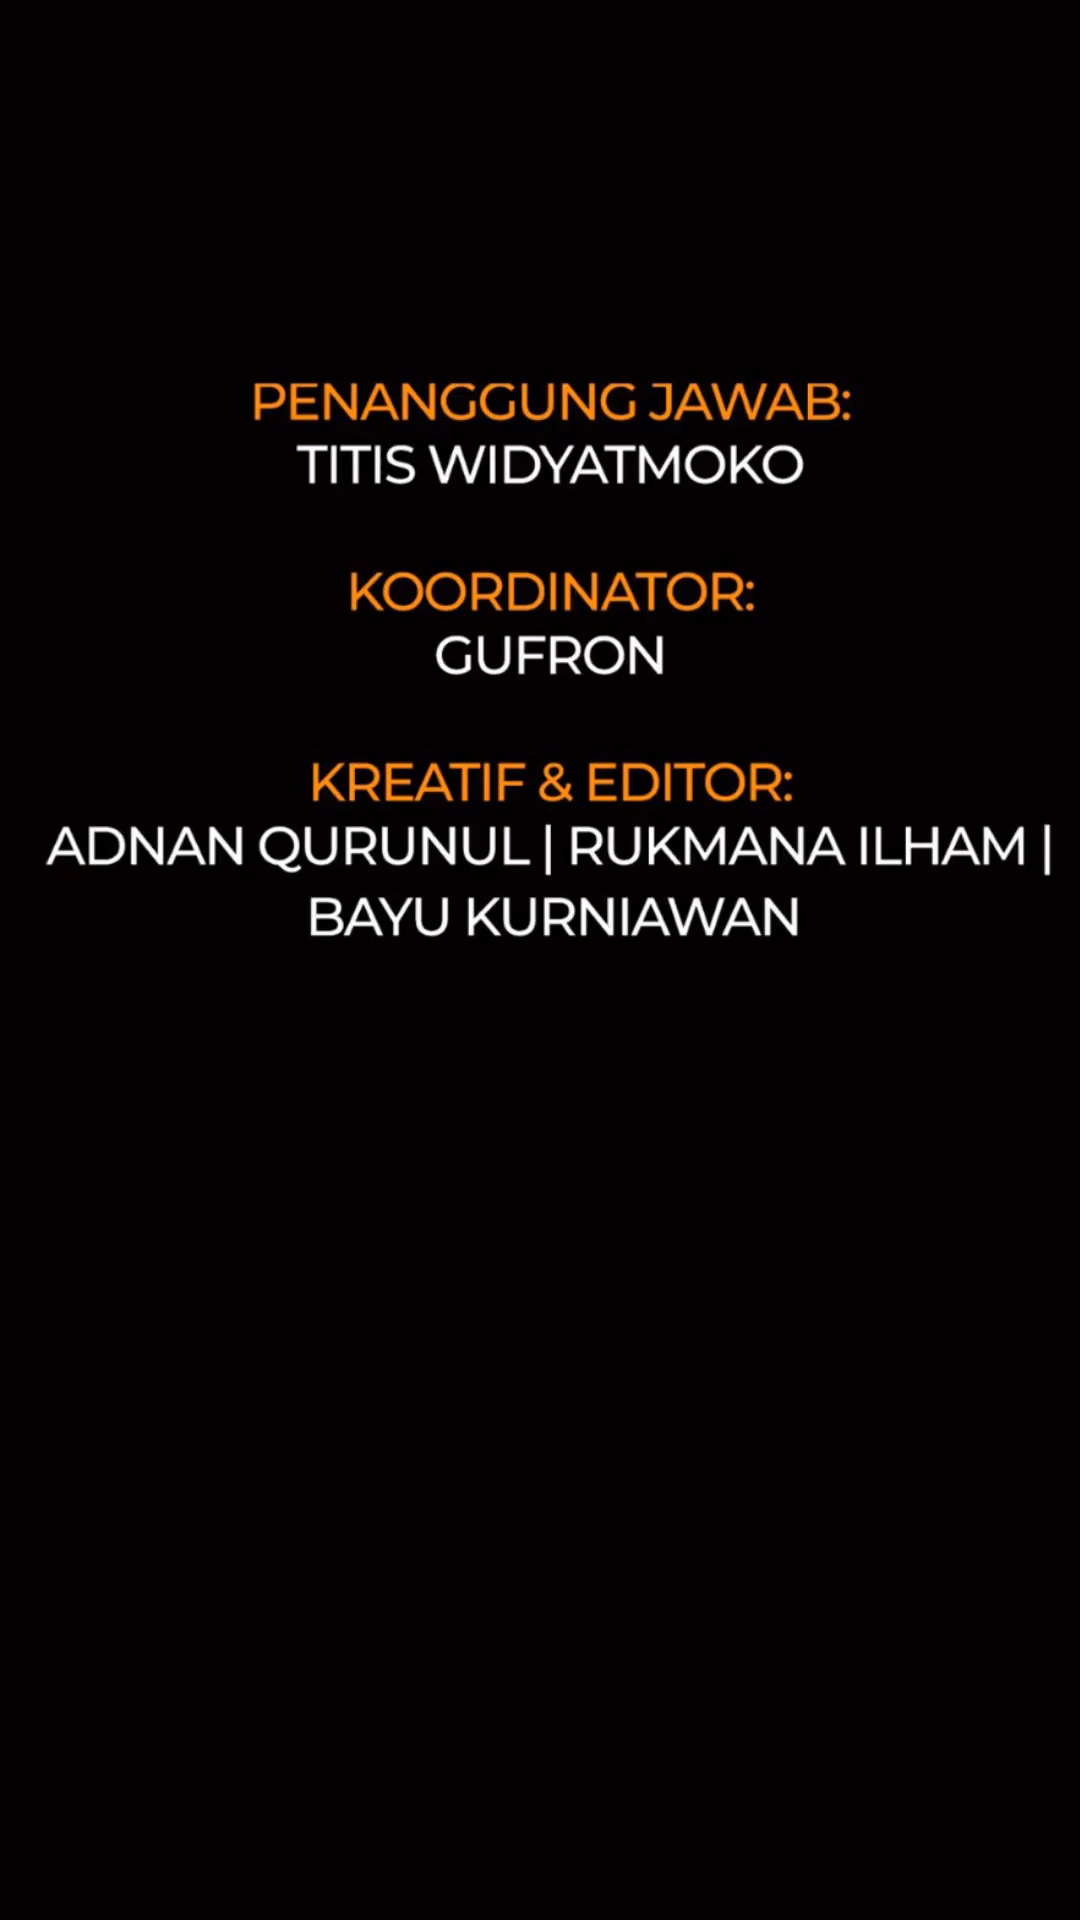 PENANGGUNG JAWAB:
TITIS WIDYATMOKO
KOORDINATOR:
GUFRON
KREATIF & EDITOR:
ADNAN QURUNUL | RUKMANA ILHAM |
BAYU KURNIAWAN